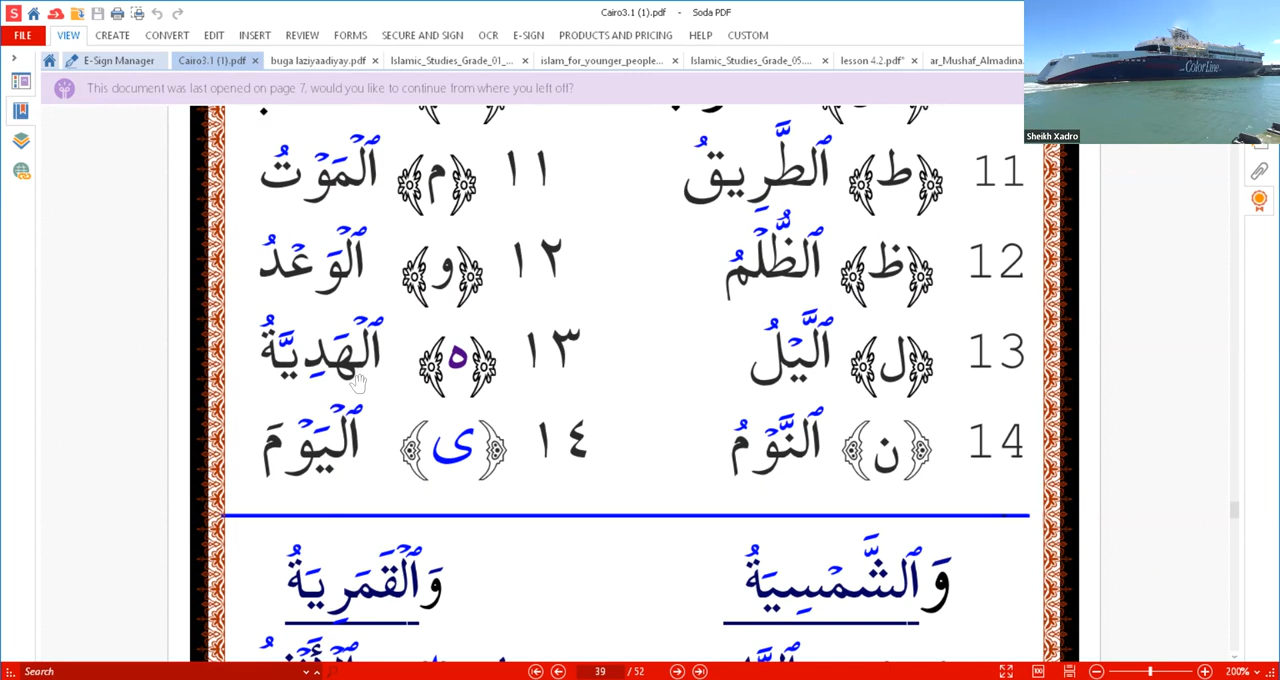 Cairo3.1 (1).pdf - Soda PDF
FILE VIEW CREATE CONVERT EDIT INSERT REVIEW FORMS SECURE AND SIGN OCR E-SIGN PRODUCTS AND PRICING HELP CUSTOM
E-Sign Manager Cairo3.1 (1).pdf buga laziyaadiyay.pdf Islamic_Studies_Grade_01_... islam_for_younger_people... Islamic_Studies_Grade_05.... lesson 4.2.pdf* ar_Mushaf_Almadina.
This document was last opened on page 7, would you like to continue from where you left off?
ColorLine
Sheikh Xadro
11 ﴿ط﴾ ٱلطَّرِيقُ ١١ ﴿م﴾ ٱلْمَوْتُ
12 ﴿ظ﴾ ٱلظُّلْمُ ١٢ ﴿و﴾ ٱلْوَعْدُ
13 ﴿ل﴾ ٱلَّيْلُ ١٣ ﴿ه﴾ ٱلْهَدِيَّةُ
14 ﴿ن﴾ ٱلنَّوْمُ ١٤ ﴿ى﴾ ٱلْيَوْمَ
وَٱلشَّمْسِيَةُ وَٱلْقَمَرِيَةُ
Search 39 / 52 200%